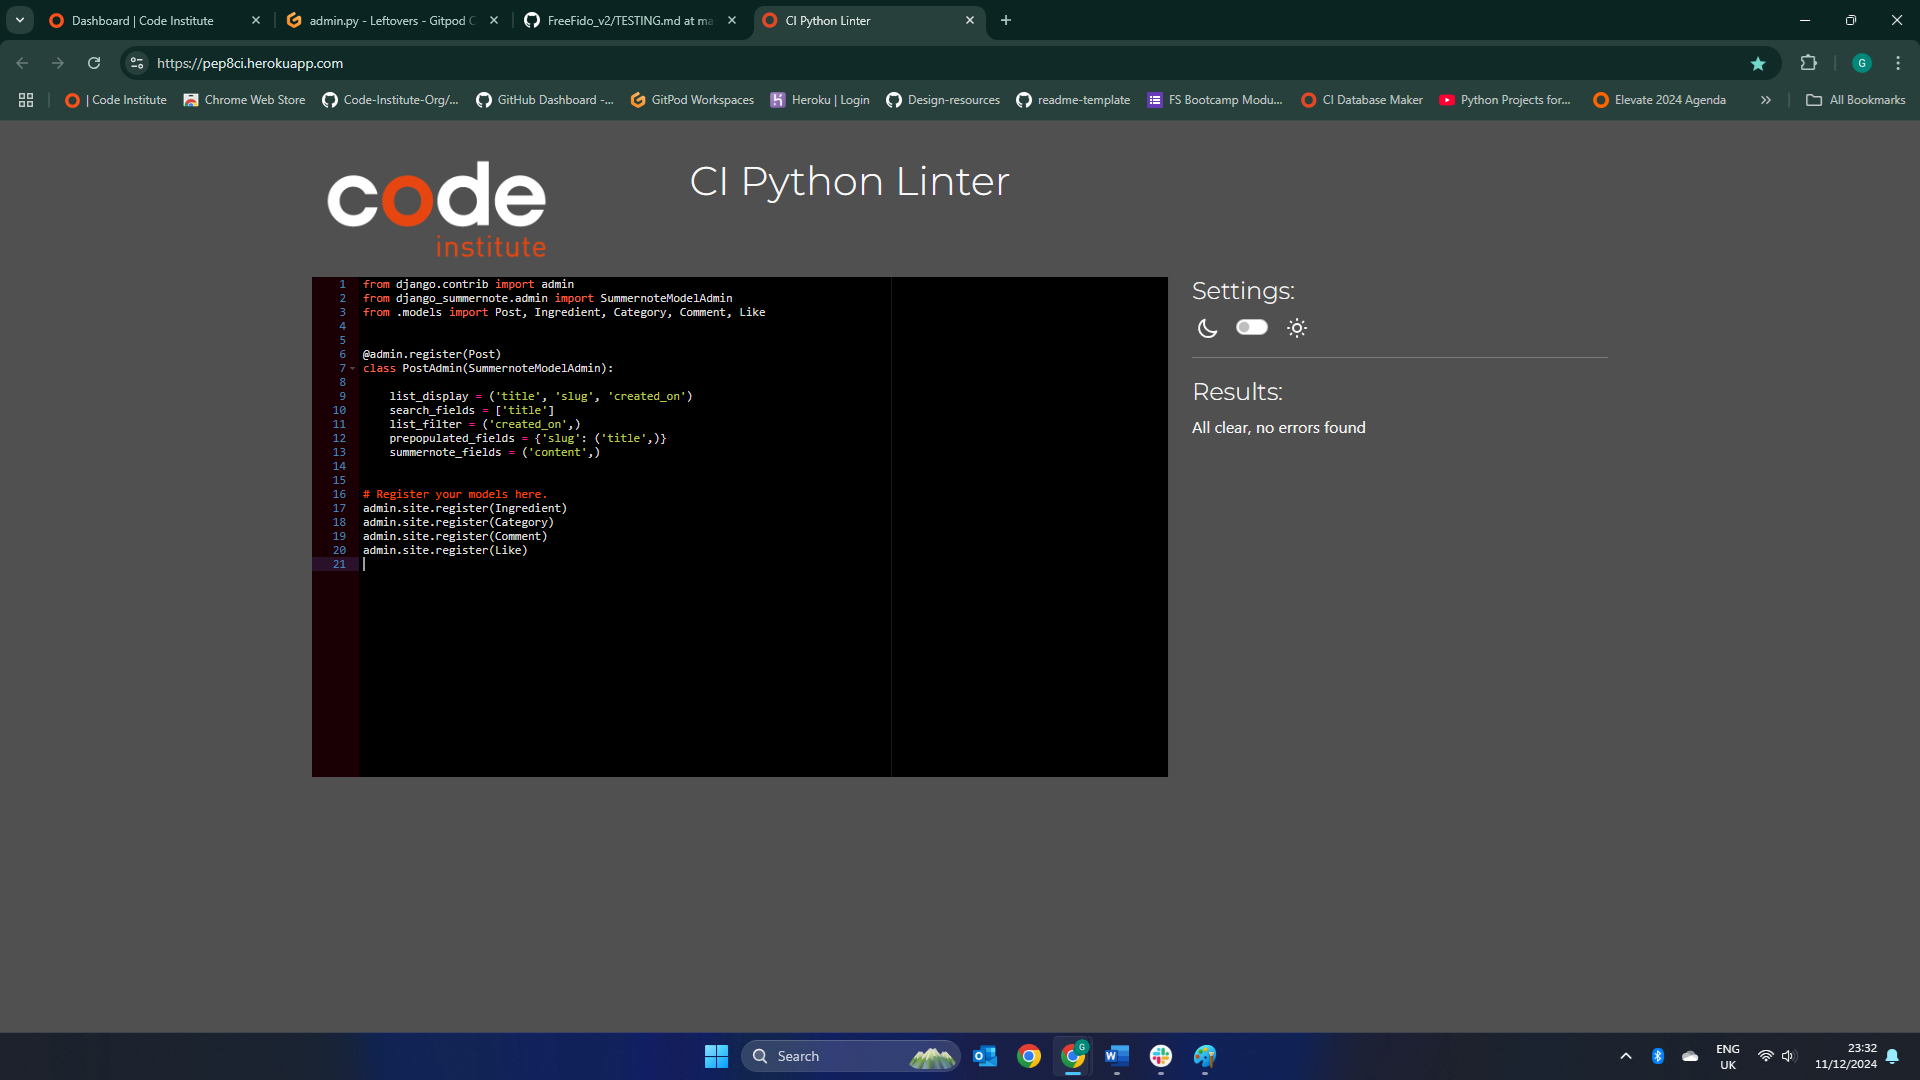 Dashboard | Code Institute
admin.py - Leftovers - Gitpod C
FreeFido_v2/TESTING.md at ma
CI Python Linter
https://pep8ci.herokuapp.com
G
| Code Institute
Chrome Web Store
Code-Institute-Org/...
GitHub Dashboard -...
GitPod Workspaces
Heroku | Login
Design-resources
readme-template
FS Bootcamp Modu...
CI Database Maker
Python Projects for...
Elevate 2024 Agenda
All Bookmarks
code
institute
CI Python Linter
1 from django.contrib import admin
2 from django_summernote.admin import SummernoteModelAdmin
3 from .models import Post, Ingredient, Category, Comment, Like
4
5
6 @admin.register(Post)
7 class PostAdmin(SummernoteModelAdmin):
8
9 list_display = ('title', 'slug', 'created_on')
10 search_fields = ['title']
11 list_filter = ('created_on',)
12 prepopulated_fields = {'slug': ('title',)}
13 summernote_fields = ('content',)
14
15
16 # Register your models here.
17 admin.site.register(Ingredient)
18 admin.site.register(Category)
19 admin.site.register(Comment)
20 admin.site.register(Like)
21
Settings:
Results:
All clear, no errors found
Search
G
ENG
UK
23:32
11/12/2024